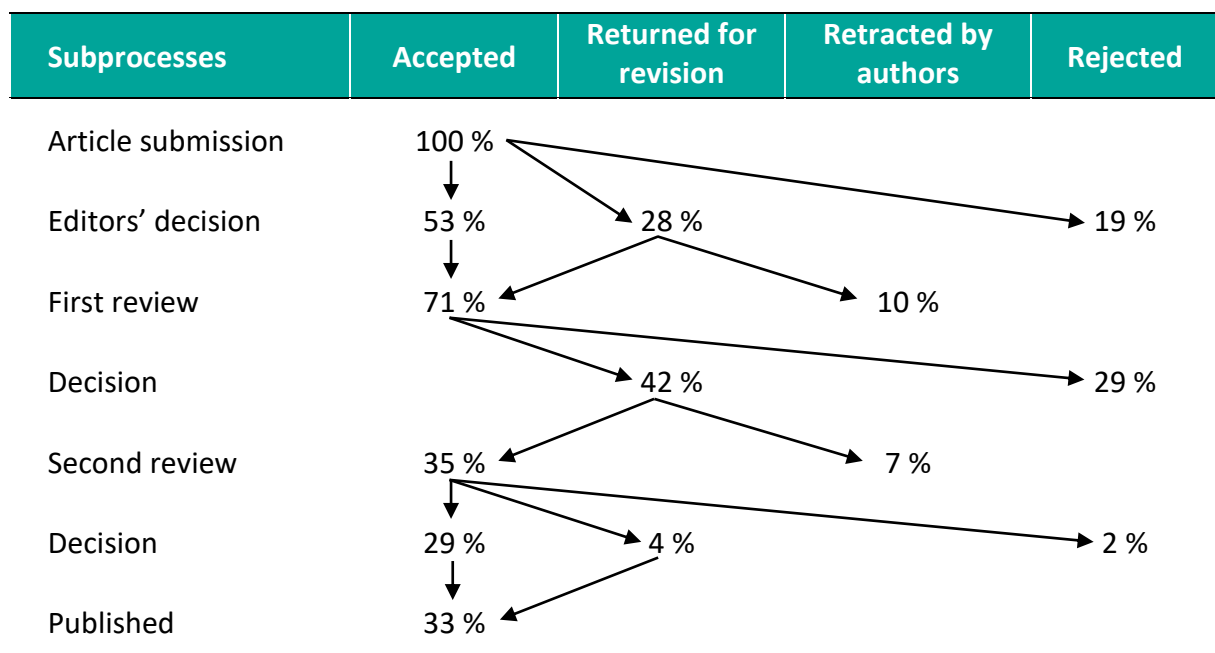 Subprocesses Accepted Returned for revision Retracted by authors Rejected
Article submission 100 %
Editors’ decision 53 % 28 % 19 %
First review 71 % 10 %
Decision 42 % 29 %
Second review 35 % 7 %
Decision 29 % 4 % 2 %
Published 33 %